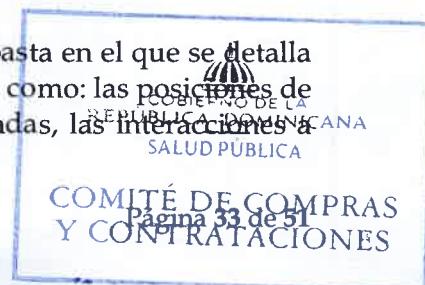 asta en el que se detalla
como: las posiciones de
GOBIERNO DE LA
adas, las interacciones a
REPÚBLICA DOMINICANA
SALUD PÚBLICA
COMITÉ DE COMPRAS
Página 33 de 51
Y CONTRATACIONES